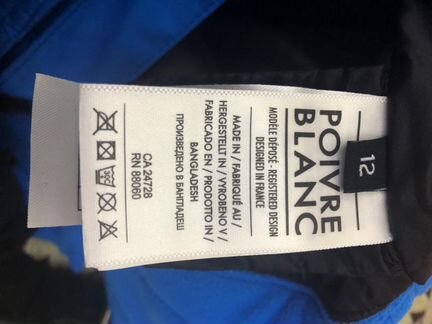 12
POIVRE
BLANC
MODÈLE DÉPOSÉ - REGISTERED DESIGN
DESIGNED IN FRANCE
MADE IN / FABRIQUÉ AU /
HERGESTELLT IN / VYROBENO V /
FABRICADO EN / PRODOTTO IN /
BANGLADESH
ПРОИЗВЕДЕНО В БАНГЛАДЕШ
CA 24728
RN 88060